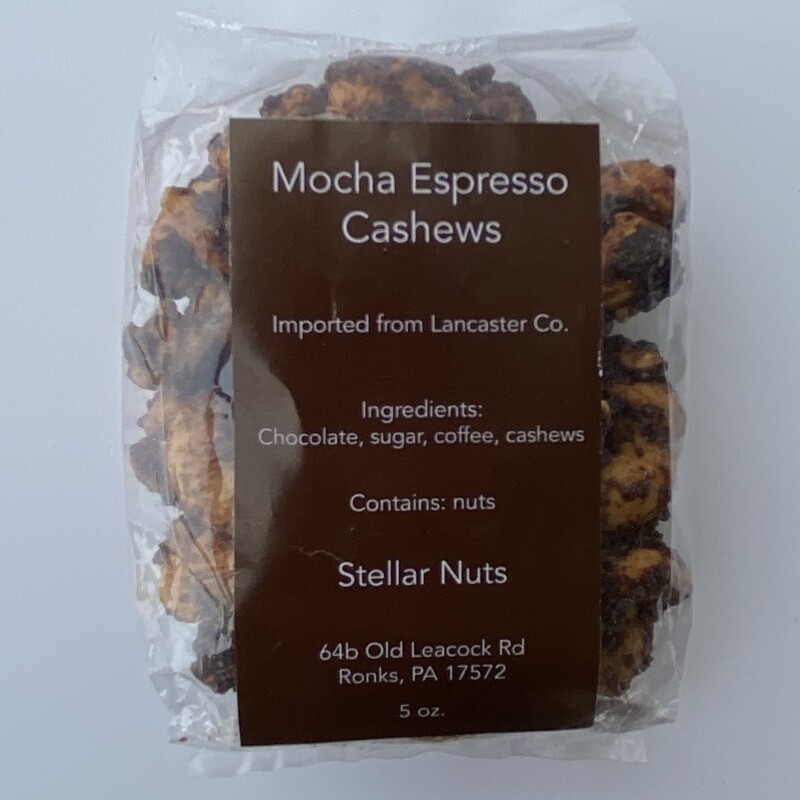 Mocha Espresso
Cashews
Imported from Lancaster Co.
Ingredients:
Chocolate, sugar, coffee, cashews
Contains: nuts
Stellar Nuts
64b Old Leacock Rd
Ronks, PA 17572
5 oz.